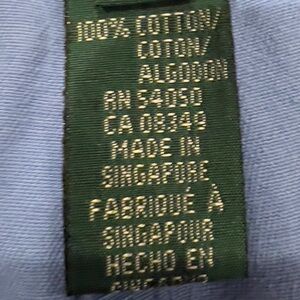 100% COTTON/
COTON/
ALGODON
RN 54050
CA 08349
MADE IN
SINGAPORE
FABRIQUÉ À
SINGAPOUR
HECHO EN